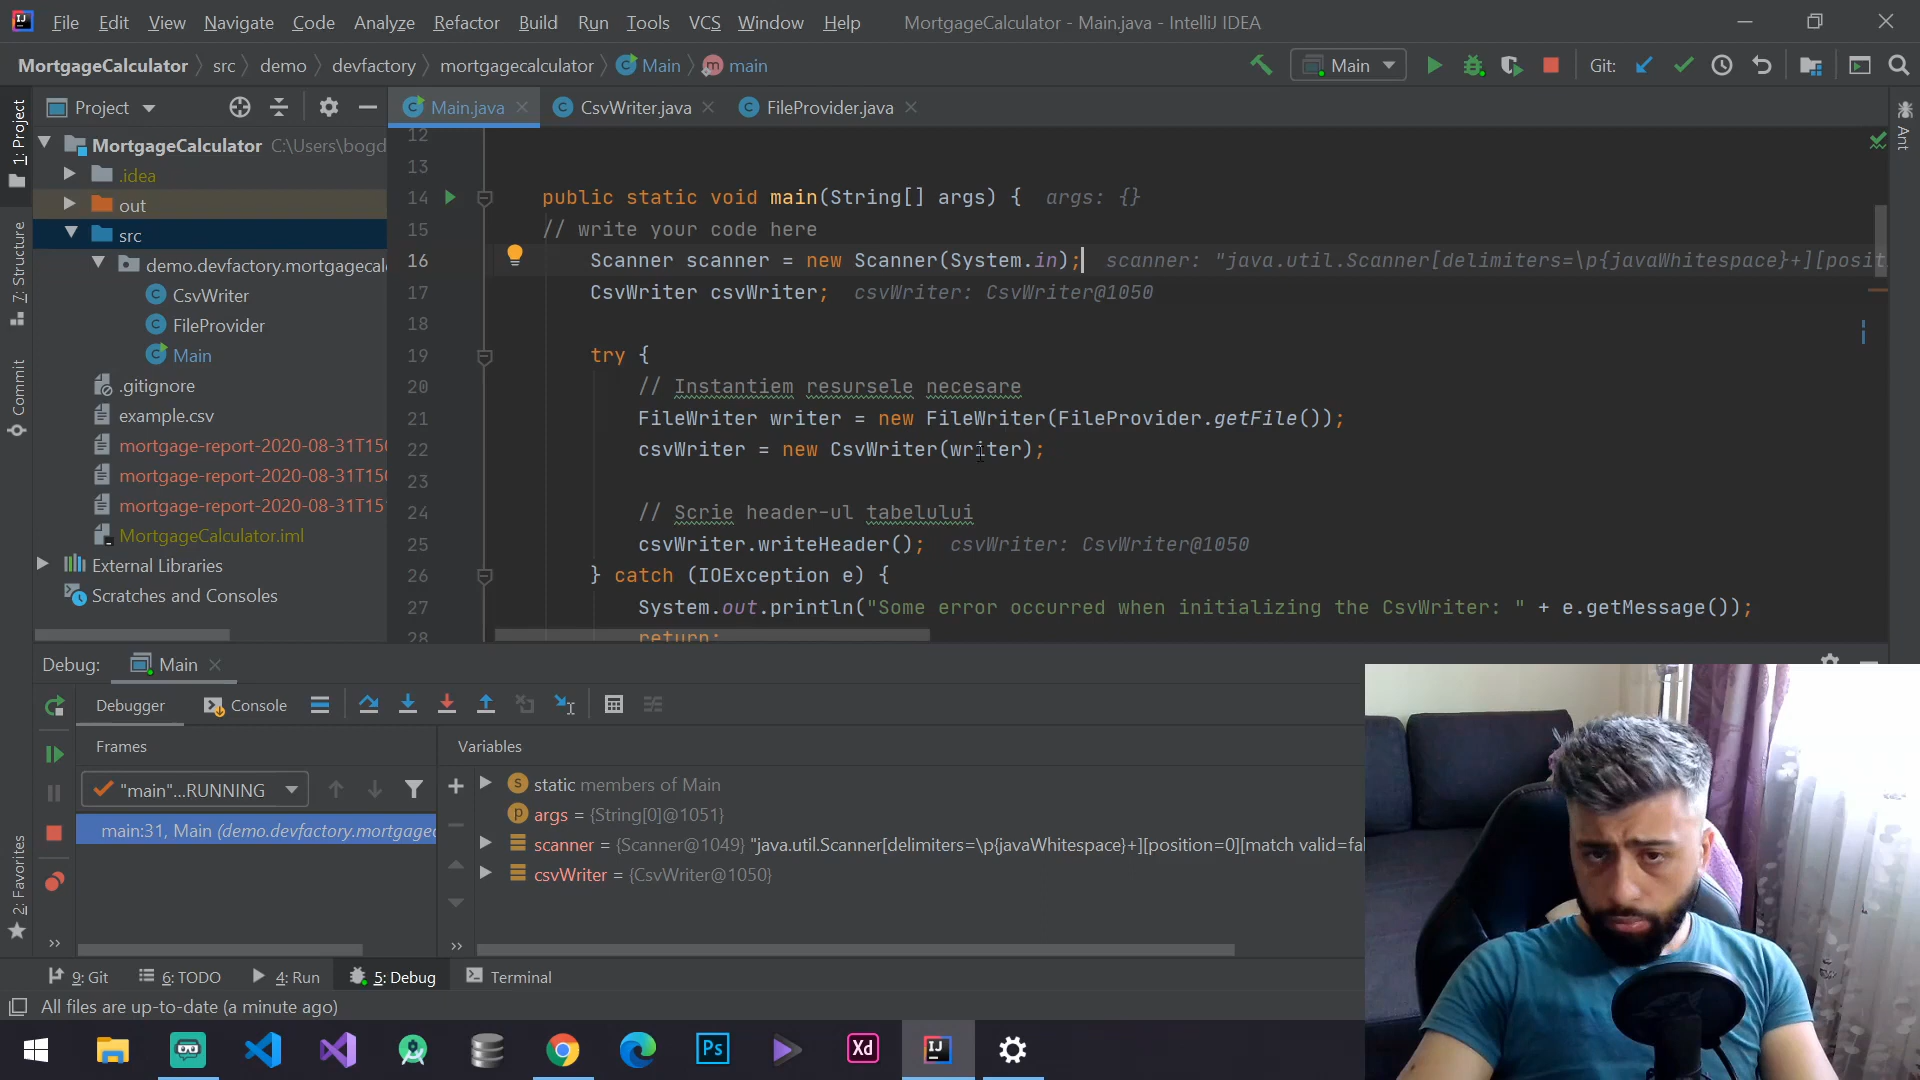 File Edit View Navigate Code Analyze Refactor Build Run Tools VCS Window Help MortgageCalculator - Main.java - IntelliJ IDEA
MortgageCalculator src demo devfactory mortgagecalculator Main main Main Git:
1: Project
7: Structure
Commit
2: Favorites
Ant
Project
MortgageCalculator C:\Users\bogd
.idea
out
src
demo.devfactory.mortgagecal
CsvWriter
FileProvider
Main
.gitignore
example.csv
mortgage-report-2020-08-31T150
mortgage-report-2020-08-31T15
mortgage-report-2020-08-31T15
MortgageCalculator.iml
External Libraries
Scratches and Consoles
Main.java CsvWriter.java FileProvider.java
12
13
14 public static void main(String[] args) { args: {}
15 // write your code here
16 Scanner scanner = new Scanner(System.in); scanner: "java.util.Scanner[delimiters=\p{javaWhitespace}+][posit
17 CsvWriter csvWriter; csvWriter: CsvWriter@1050
18
19 try {
20 // Instantiem resursele necesare
21 FileWriter writer = new FileWriter(FileProvider.getFile());
22 csvWriter = new CsvWriter(writer);
23
24 // Scrie header-ul tabelului
25 csvWriter.writeHeader(); csvWriter: CsvWriter@1050
26 } catch (IOException e) {
27 System.out.println("Some error occurred when initializing the CsvWriter: " + e.getMessage());
28 return;
Debug: Main
Debugger Console
Frames Variables
"main"...RUNNING
main:31, Main (demo.devfactory.mortgagec
static members of Main
args = {String[0]@1051}
scanner = {Scanner@1049} "java.util.Scanner[delimiters=\p{javaWhitespace}+][position=0][match valid=fal
csvWriter = {CsvWriter@1050}
9: Git 6: TODO 4: Run 5: Debug Terminal
All files are up-to-date (a minute ago)
Ps
Xd
IJ